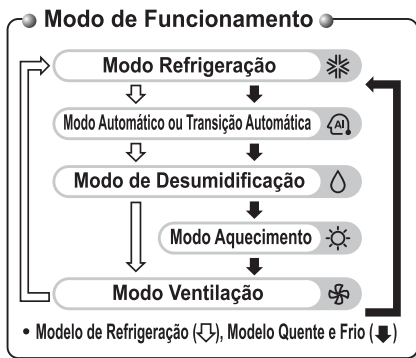 Modo de Funcionamento
Modo Refrigeração
Modo Automático ou Transição Automática
AI
Modo de Desumidificação
Modo Aquecimento
Modo Ventilação
• Modelo de Refrigeração (⇩), Modelo Quente e Frio (🡇)